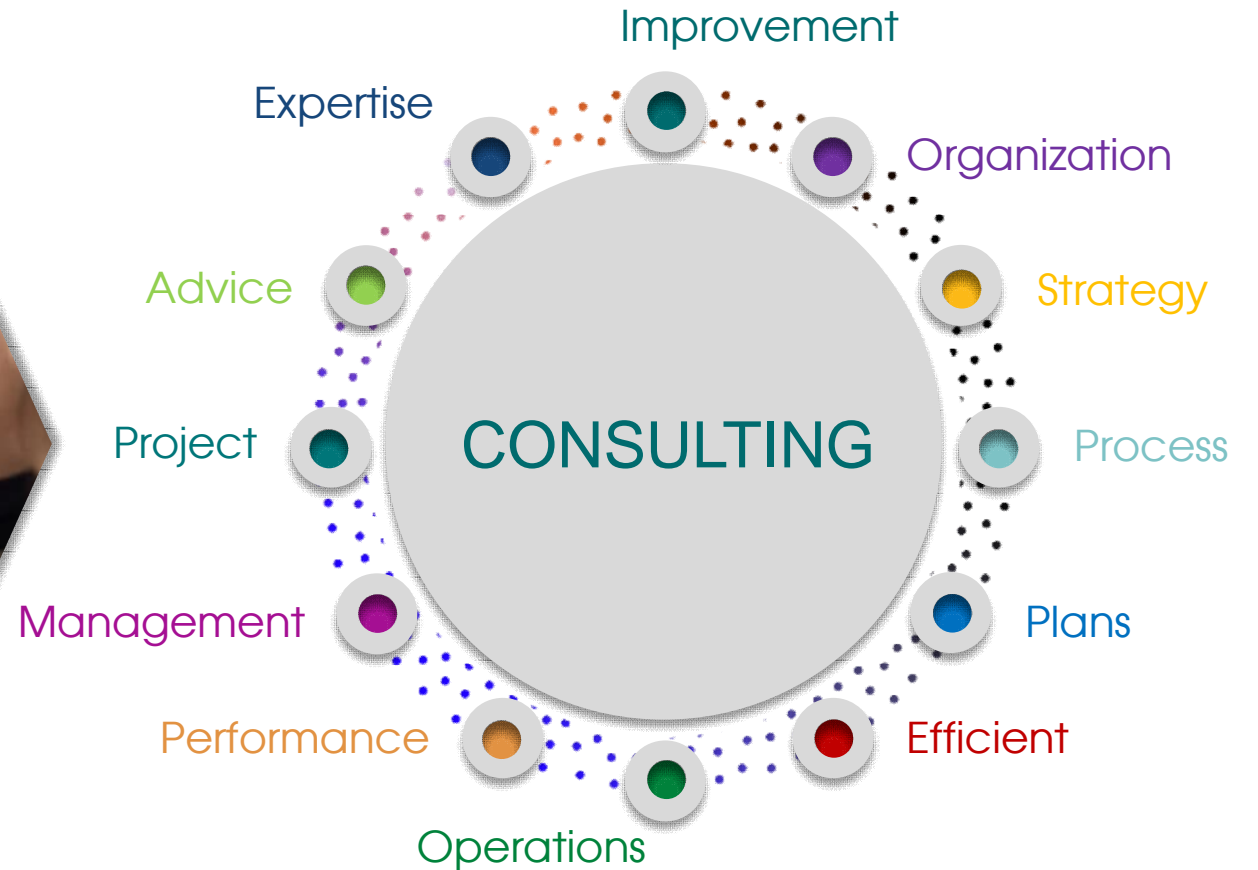 Improvement
Expertise
Organization
Advice
Strategy
Project
CONSULTING
Process
Management
Plans
Performance
Efficient
Operations